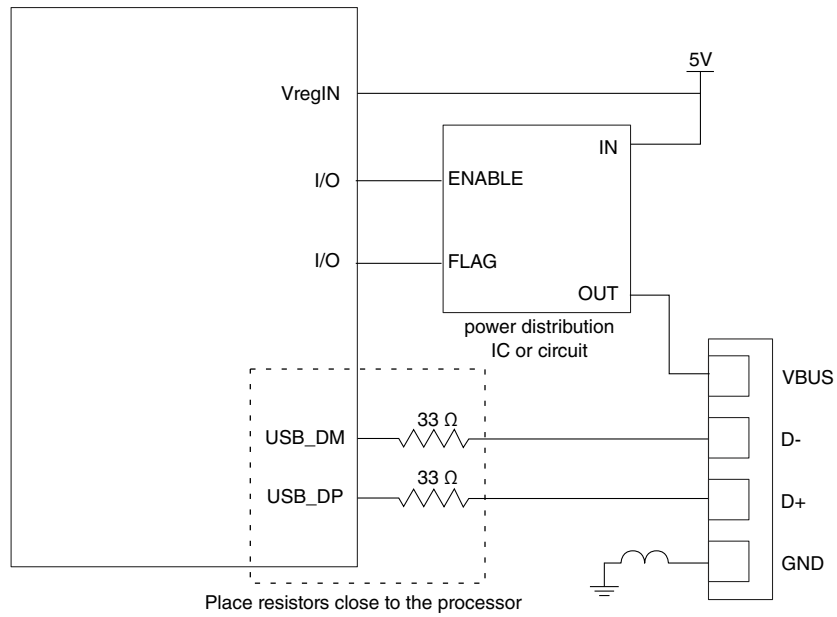 5V
VregIN
IN
I/O
ENABLE
I/O
FLAG
OUT
power distribution
IC or circuit
VBUS
33 Ω
USB_DM
D-
33 Ω
USB_DP
D+
GND
Place resistors close to the processor